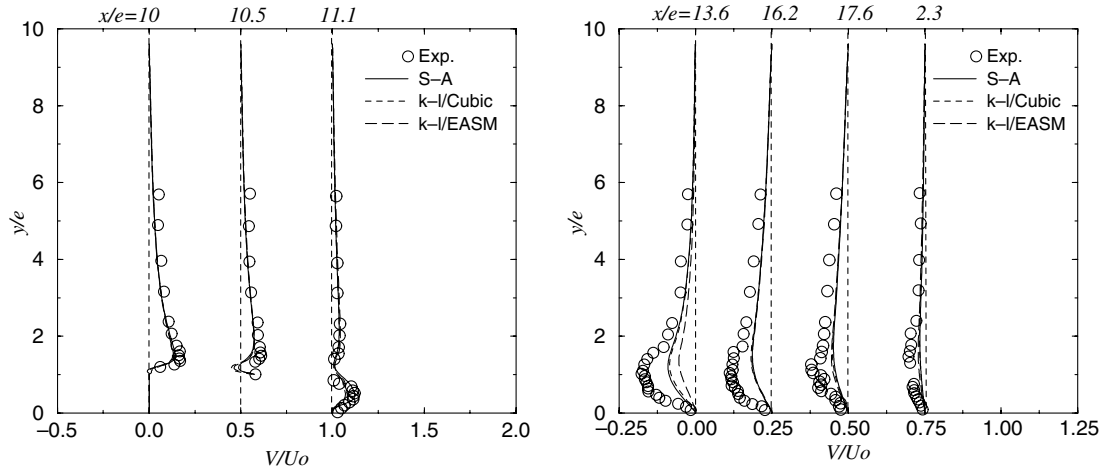 x/e=10 10.5 11.1
10
8
6
4
2
0
y/e
Exp.
S–A
k–l/Cubic
k–l/EASM
–0.5 0.0 0.5 1.0 1.5 2.0
V/Uo
x/e=13.6 16.2 17.6 2.3
10
8
6
4
2
0
y/e
Exp.
S–A
k–l/Cubic
k–l/EASM
–0.25 0.00 0.25 0.50 0.75 1.00 1.25
V/Uo